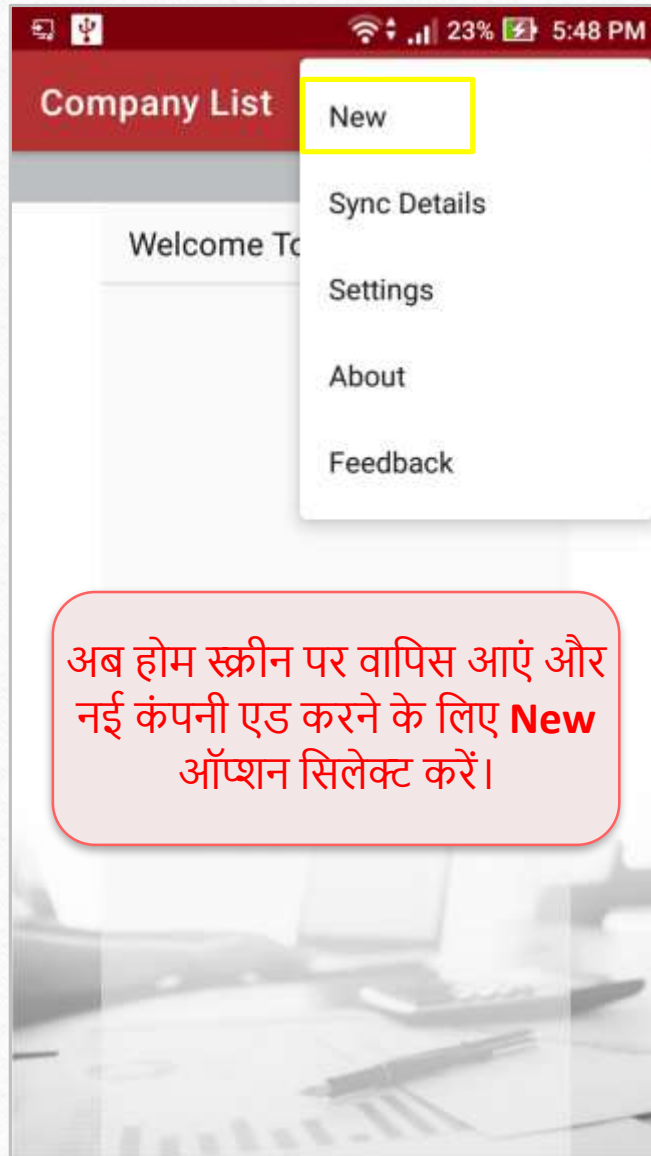 23% 5:48 PM
Company List
New
Sync Details
Welcome To
Settings
About
Feedback
अब होम स्क्रीन पर वापिस आएं और
नई कंपनी एड करने के लिए New
ऑप्शन सिलेक्ट करें।